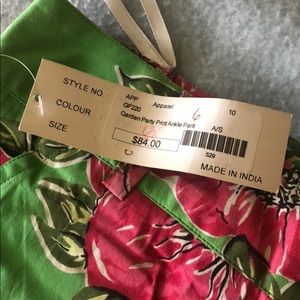 STYLE NO APP Apparel 6 10
COLOUR GF220 Garden Party Print Ankle Pant A/S
SIZE
$84.00
529
MADE IN INDIA